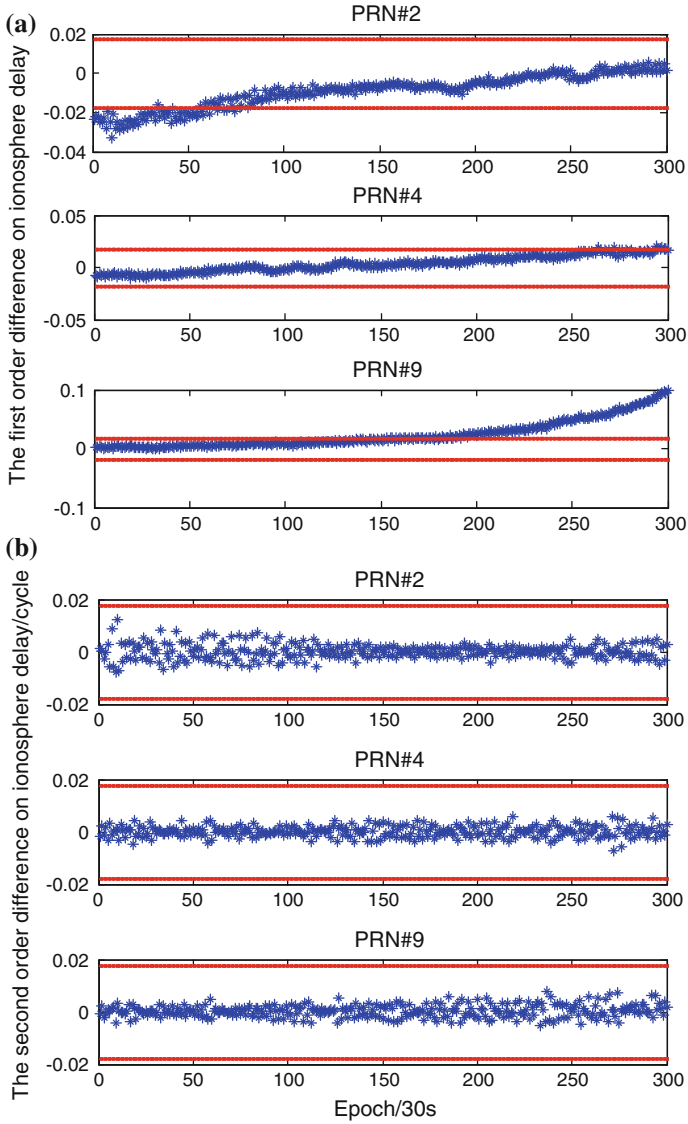 (a)
PRN#2
The first order difference on ionosphere delay
0.02
0
-0.02
-0.04
0 50 100 150 200 250 300
PRN#4
0.05
0
-0.05
0 50 100 150 200 250 300
PRN#9
0.1
0
-0.1
0 50 100 150 200 250 300
(b)
PRN#2
The second order difference on ionosphere delay/cycle
0.02
0
-0.02
0 50 100 150 200 250 300
PRN#4
0.02
0
-0.02
0 50 100 150 200 250 300
PRN#9
0.02
0
-0.02
0 50 100 150 200 250 300
Epoch/30s